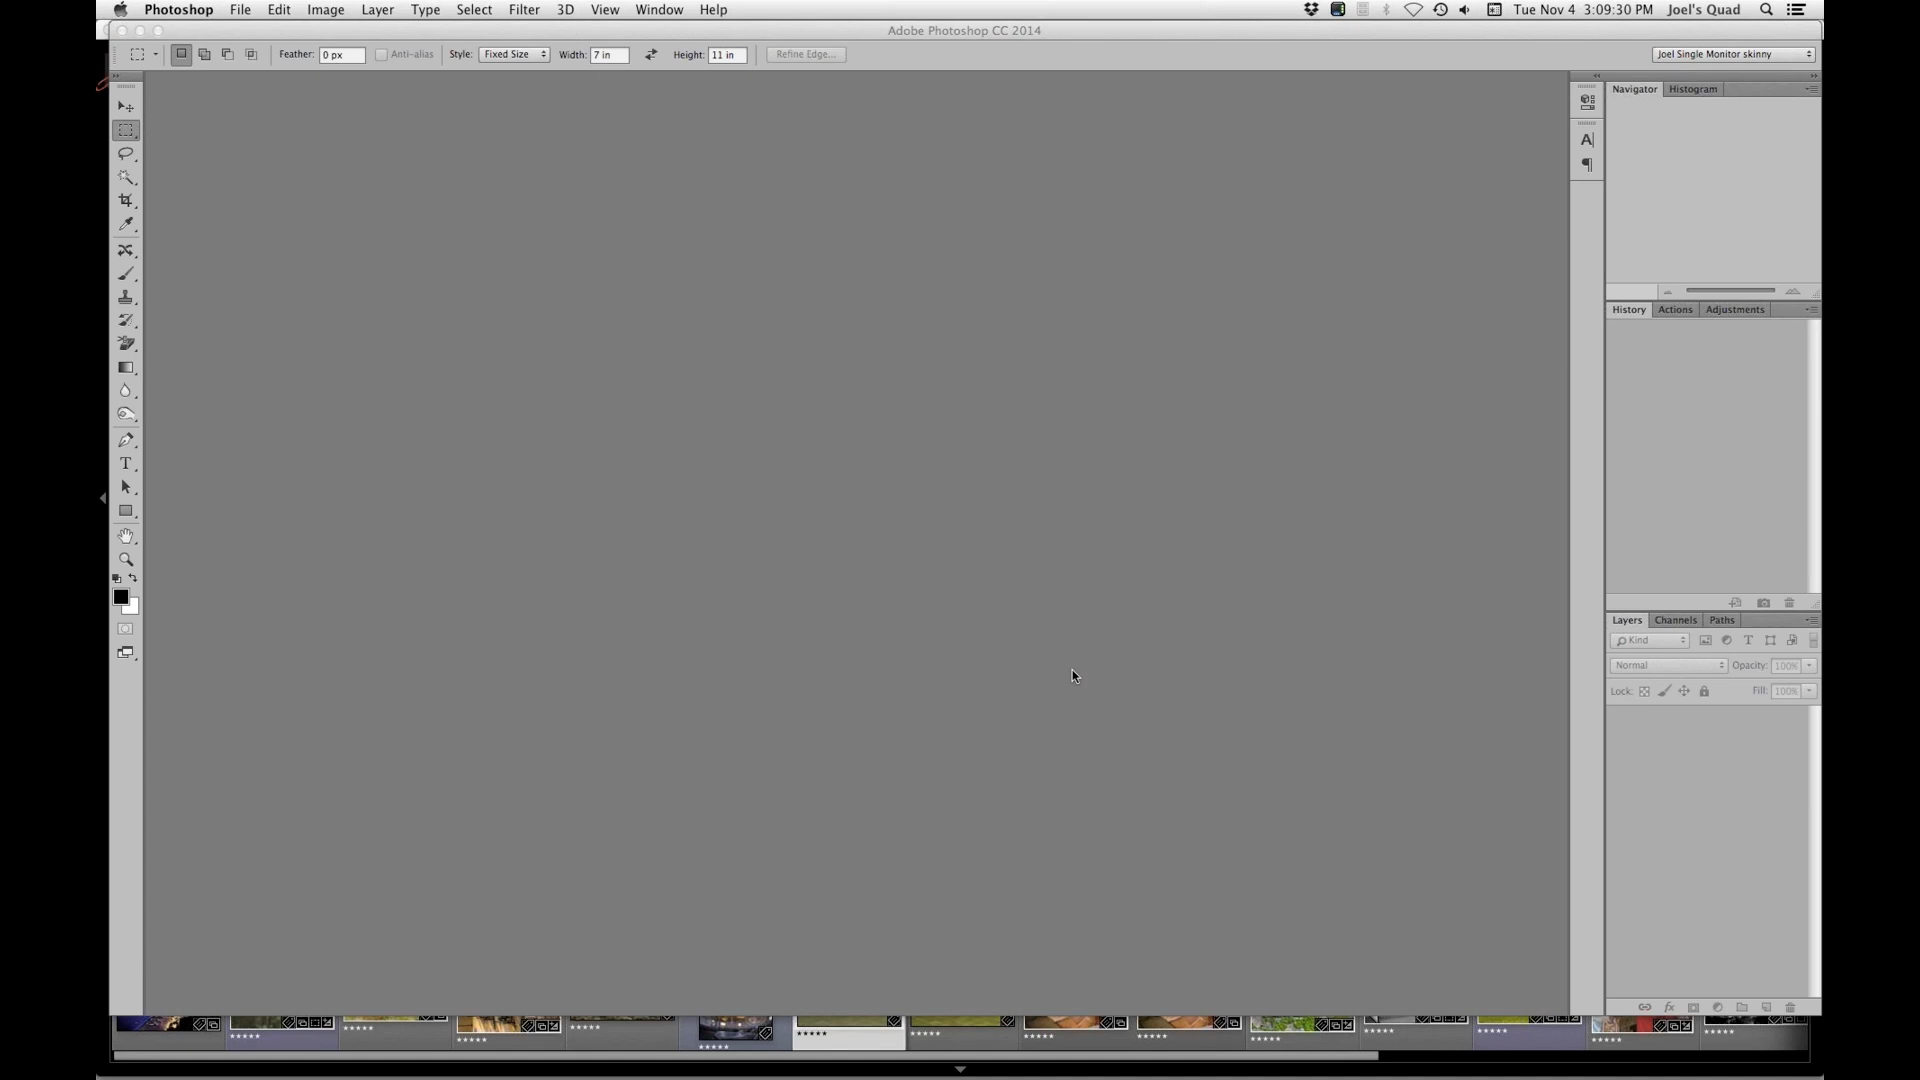 Photoshop File Edit Image Layer Type Select Filter 3D View Window Help Tue Nov 4 3:09:30 PM Joel's Quad
Adobe Photoshop CC 2014
Feather: 0 px Anti-alias Style: Fixed Size Width: 7 in Height: 11 in Refine Edge... Joel Single Monitor skinny
Navigator Histogram
A
History Actions Adjustments
Layers Channels Paths
Kind T
Normal Opacity: 100%
Lock: Fill: 100%
T
fx